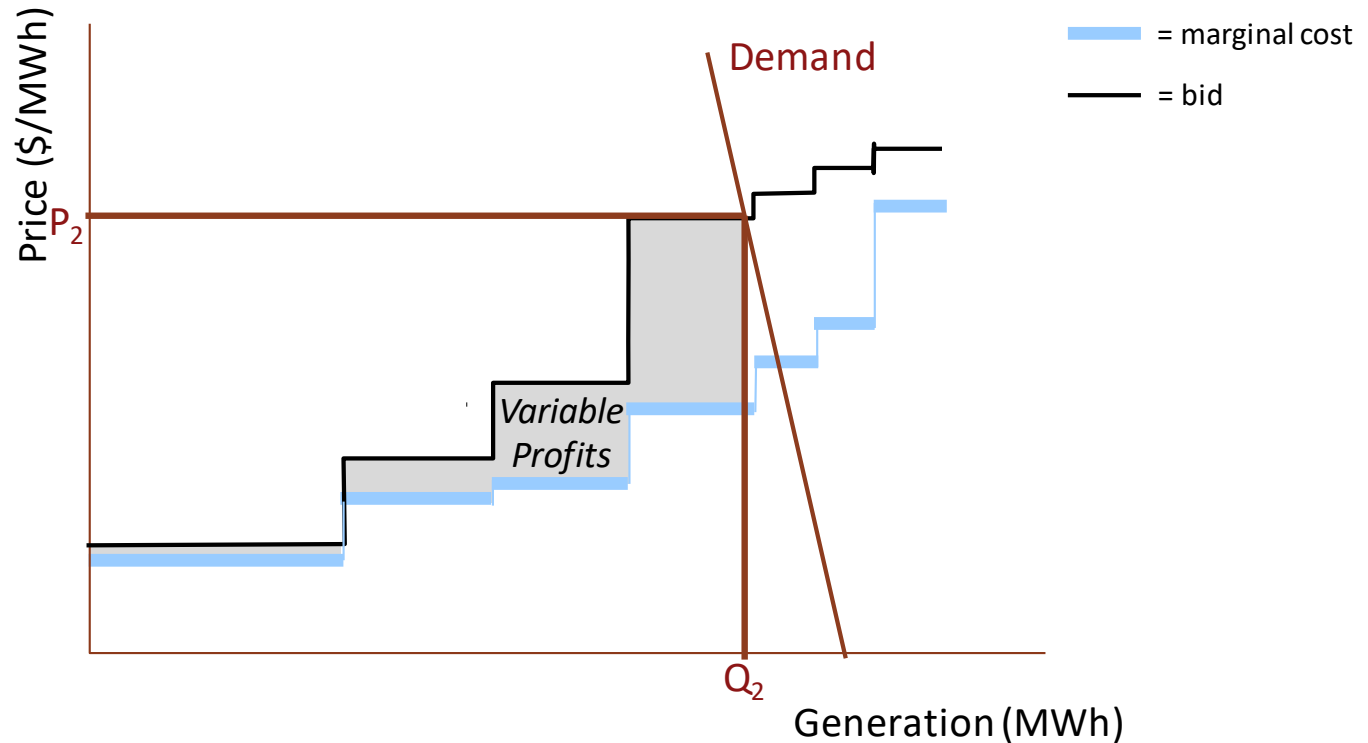 Price ($/MWh)
= marginal cost
= bid
Demand
P₂
Variable
Profits
Q₂
Generation (MWh)